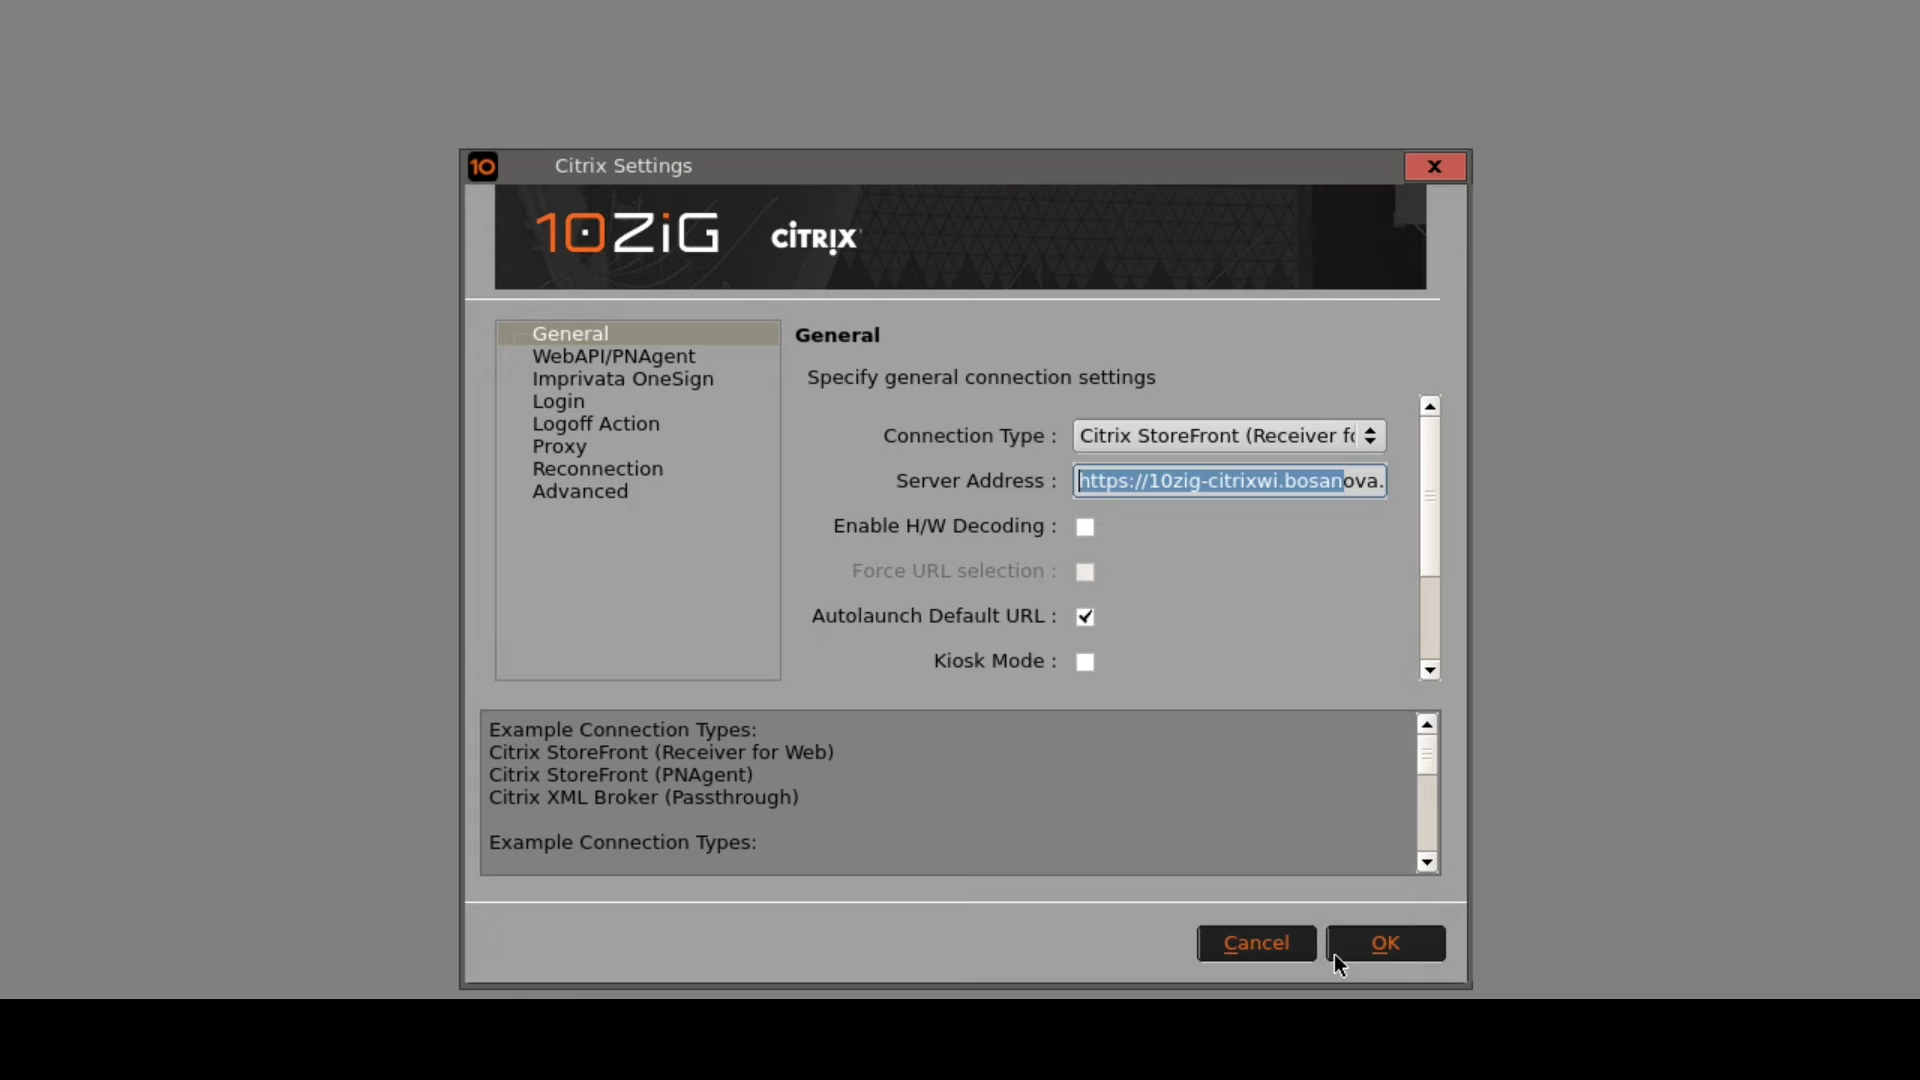 10
Citrix Settings
X
10ZiG
CiTRIX
General
WebAPI/PNAgent
Imprivata OneSign
Login
Logoff Action
Proxy
Reconnection
Advanced
General
Specify general connection settings
Connection Type : Citrix StoreFront (Receiver fo
Server Address : https://10zig-citrixwi.bosanova.
Enable H/W Decoding :
Force URL selection :
Autolaunch Default URL :
Kiosk Mode :
Example Connection Types:
Citrix StoreFront (Receiver for Web)
Citrix StoreFront (PNAgent)
Citrix XML Broker (Passthrough)
Example Connection Types:
Cancel
OK